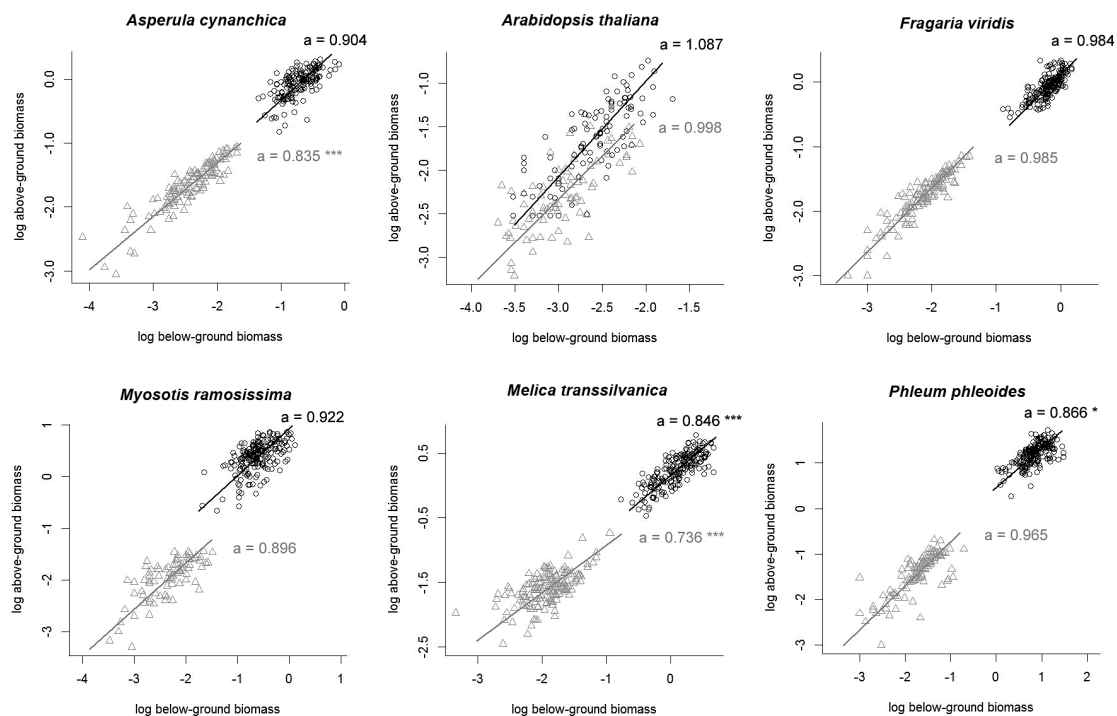 Asperula cynanchica
a = 0.904
a = 0.835 ***
log above-ground biomass
0.0
-1.0
-2.0
-3.0
-4 -3 -2 -1 0
log below-ground biomass
Arabidopsis thaliana
a = 1.087
a = 0.998
log above-ground biomass
-1.0
-1.5
-2.0
-2.5
-3.0
-4.0 -3.5 -3.0 -2.5 -2.0 -1.5
log below-ground biomass
Fragaria viridis
a = 0.984
a = 0.985
log above-ground biomass
0.0
-1.0
-2.0
-3.0
-3 -2 -1 0
log below-ground biomass
Myosotis ramosissima
a = 0.922
a = 0.896
log above-ground biomass
1
0
-1
-2
-3
-4 -3 -2 -1 0 1
log below-ground biomass
Melica transsilvanica
a = 0.846 ***
a = 0.736 ***
log above-ground biomass
0.5
-0.5
-1.5
-2.5
-3 -2 -1 0
log below-ground biomass
Phleum phleoides
a = 0.866 *
a = 0.965
log above-ground biomass
1
0
-1
-2
-3
-3 -2 -1 0 1 2
log below-ground biomass